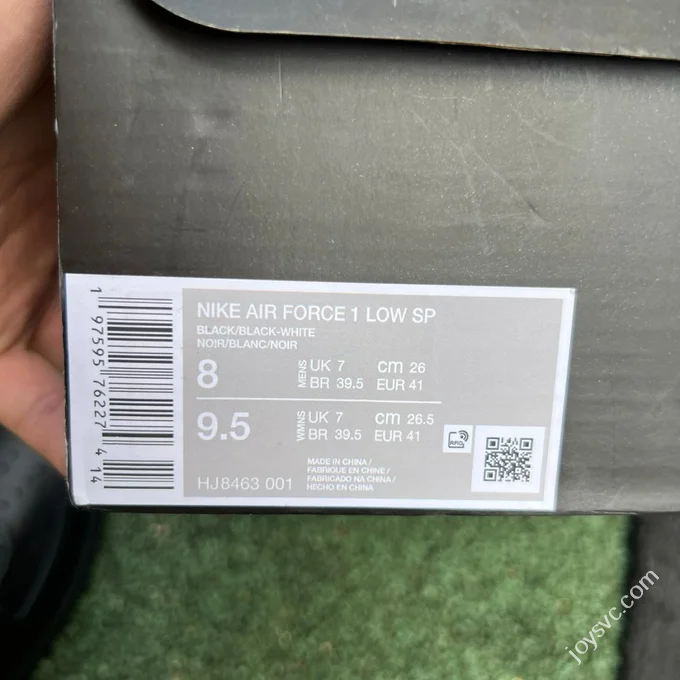 NIKE AIR FORCE 1 LOW SP
BLACK/BLACK-WHITE
NOIR/BLANC/NOIR
8 MENS UK 7 cm 26
BR 39.5 EUR 41
9.5 WMNS UK 7 cm 26.5
BR 39.5 EUR 41
HJ8463 001
MADE IN CHINA/
FABRIQUE EN CHINE/
FABRICADO NA CHINA/
HECHO EN CHINA
RFID
1 97595 76227 4 14
joysvc.com